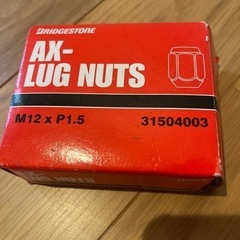 BRIDGESTONE
AX-
LUG NUTS
M12 x P1.5 31504003